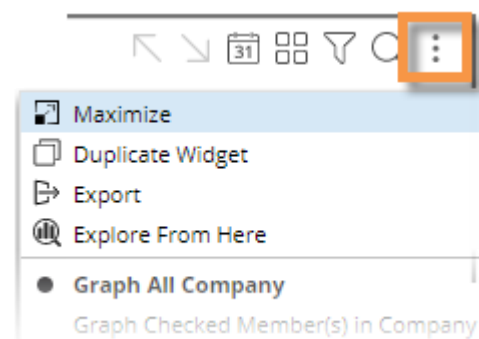 31
Maximize
Duplicate Widget
Export
Explore From Here
Graph All Company
Graph Checked Member(s) in Company